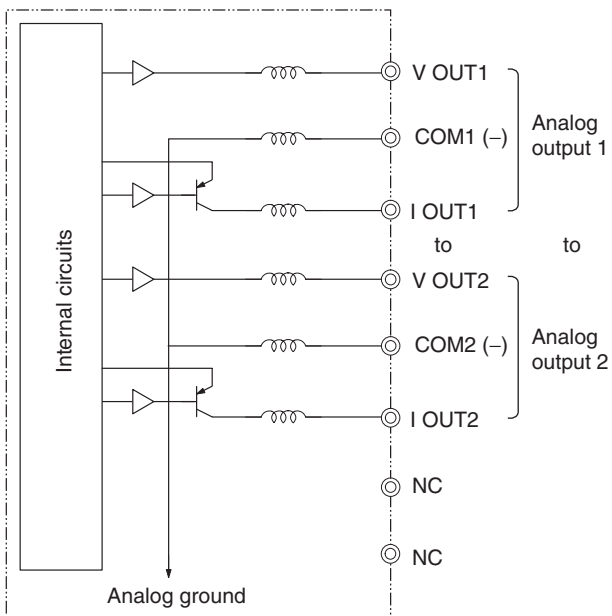 Internal circuits
V OUT1
COM1 (−)
Analog
output 1
I OUT1
to
to
V OUT2
COM2 (−)
Analog
output 2
I OUT2
NC
NC
Analog ground